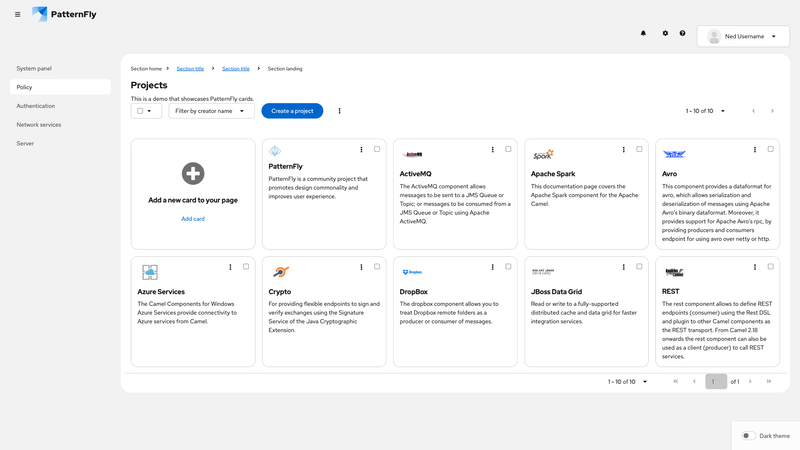 PatternFly
Ned Username
System panel
Policy
Authentication
Network services
Server
Section home
Section title
Section title
Section landing
Projects
This is a demo that showcases PatternFly cards.
Filter by creator name
Create a project
1 - 10 of 10
Add a new card to your page
Add card
PatternFly
PatternFly is a community project that
promotes design commonality and
improves user experience.
ActiveMQ
ActiveMQ
The ActiveMQ component allows
messages to be sent to a JMS Queue or
Topic; or messages to be consumed from a
JMS Queue or Topic using Apache
ActiveMQ.
Spark
Apache Spark
This documentation page covers the
Apache Spark component for the Apache
Camel.
Avro
This component provides a dataformat for
avro, which allows serialization and
deserialization of messages using Apache
Avro's binary dataformat. Moreover, it
provides support for Apache Avro's rpc, by
providing producers and consumers
endpoint for using avro over netty or http.
Azure Services
The Camel Components for Windows
Azure Services provide connectivity to
Azure services from Camel.
Crypto
For providing flexible endpoints to sign and
verify exchanges using the Signature
Service of the Java Cryptographic
Extension.
Dropbox
DropBox
The dropbox component allows you to
treat Dropbox remote folders as a
producer or consumer of messages.
JBoss Data Grid
Read or write to a fully-supported
distributed cache and data grid for faster
integration services.
REST
The rest component allows to define REST
endpoints (consumer) using the Rest DSL
and plugin to other Camel components as
the REST transport. From Camel 2.18
onwards the rest component can also be
used as a client (producer) to call REST
services.
1 - 10 of 10
1
of 1
Dark theme